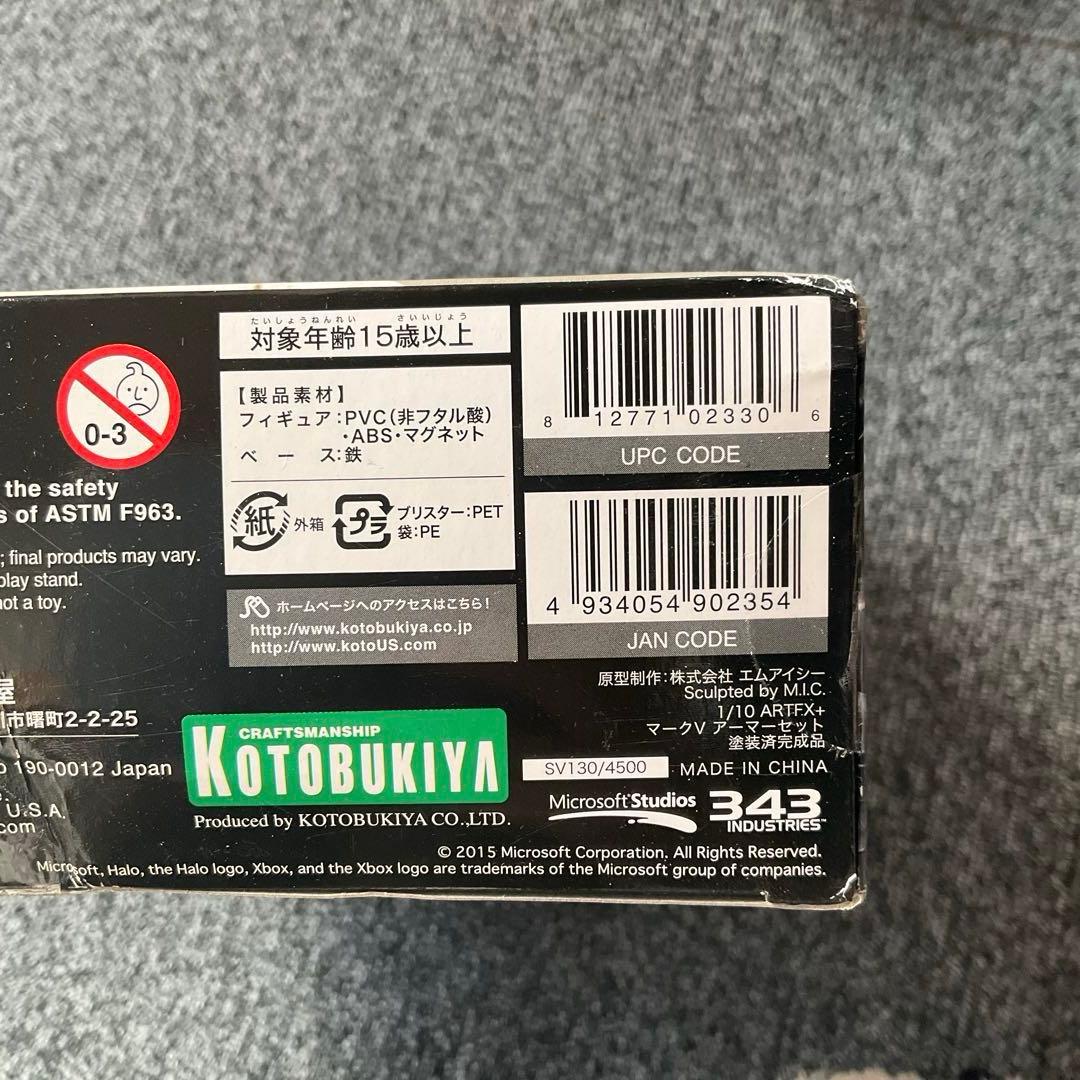 0-3
the safety
s of ASTM F963.
; final products may vary.
play stand.
not a toy.
屋
川市曙町2-2-25
o 190-0012 Japan
U.S.A.
com
たいしょうねんれい さいいじょう
対象年齢15歳以上
【製品素材】
フィギュア:PVC(非フタル酸)
・ABS・マグネット
ベース:鉄
紙 外箱 プラ ブリスター:PET
袋:PE
ホームページへのアクセスはこちら!
http://www.kotobukiya.co.jp
http://www.kotoUS.com
CRAFTSMANSHIP
KOTOBUKIYA
Produced by KOTOBUKIYA CO.,LTD.
8 12771 02330 6
UPC CODE
4 934054 902354
JAN CODE
原型制作:株式会社 エムアイシー
Sculpted by M.I.C.
1/10 ARTFX+
マークV アーマーセット
塗装済完成品
SV130/4500 MADE IN CHINA
Microsoft Studios 343 INDUSTRIES™
© 2015 Microsoft Corporation. All Rights Reserved.
Microsoft, Halo, the Halo logo, Xbox, and the Xbox logo are trademarks of the Microsoft group of companies.